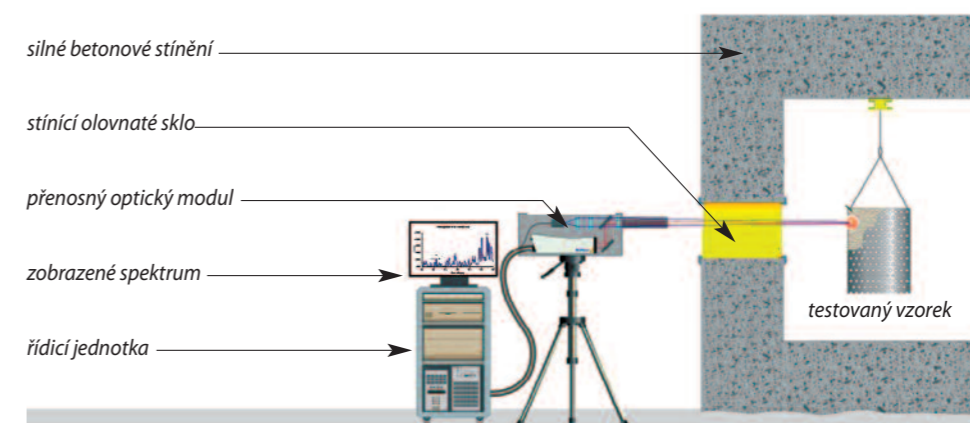 silné betonové stínění
stínící olovnaté sklo
přenosný optický modul
zobrazené spektrum
řídicí jednotka
testovaný vzorek